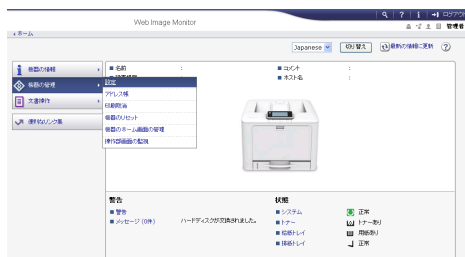 Web Image Monitor
ログアウト
ホーム
管理者
Japanese
切り替え
最新の情報に更新
機器の情報
機器の管理
文書操作
便利なリンク集
設定
アドレス帳
印刷取消
機器のリセット
機器のホーム画面の管理
操作部画面の監視
名前 :
コメント :
ホスト名 :
警告
警告
メッセージ (0件)
ハードディスクが交換されました。
状態
システム 正常
トナー トナーあり
給紙トレイ 用紙あり
排紙トレイ 正常